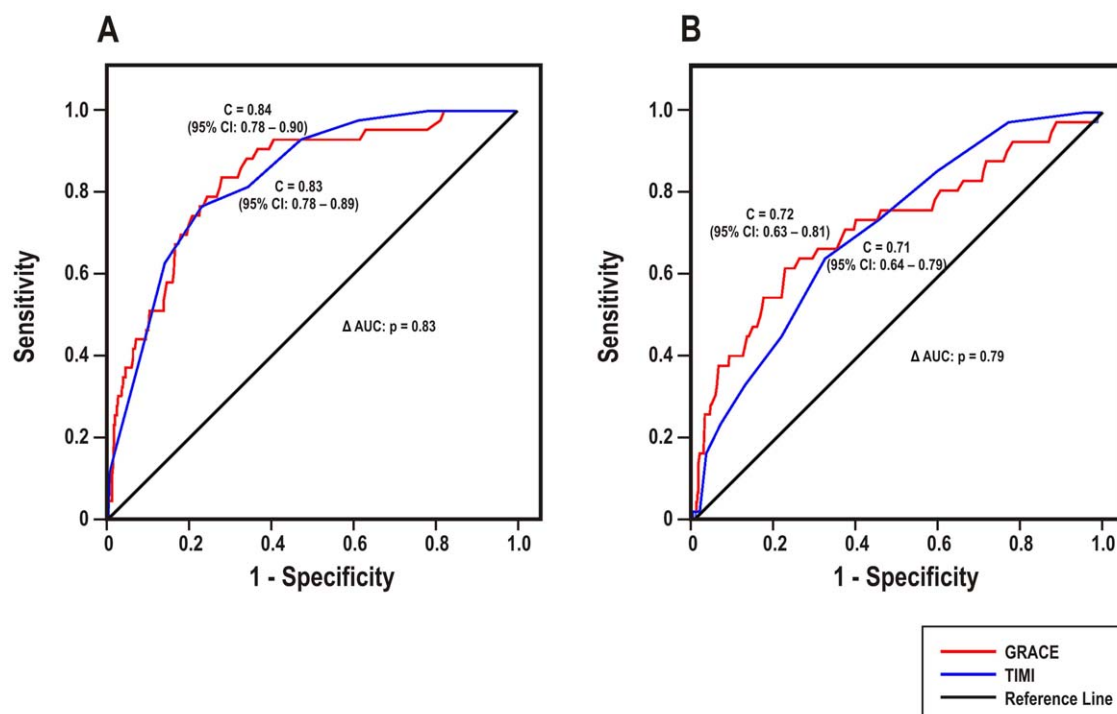 A
C = 0.84
(95% CI: 0.78 – 0.90)
C = 0.83
(95% CI: 0.78 – 0.89)
Δ AUC: p = 0.83
Sensitivity
1.0
0.8
0.6
0.4
0.2
0
0 0.2 0.4 0.6 0.8 1.0
1 - Specificity
B
C = 0.72
(95% CI: 0.63 – 0.81)
C = 0.71
(95% CI: 0.64 – 0.79)
Δ AUC: p = 0.79
Sensitivity
1.0
0.8
0.6
0.4
0.2
0
0 0.2 0.4 0.6 0.8 1.0
1 - Specificity
GRACE
TIMI
Reference Line